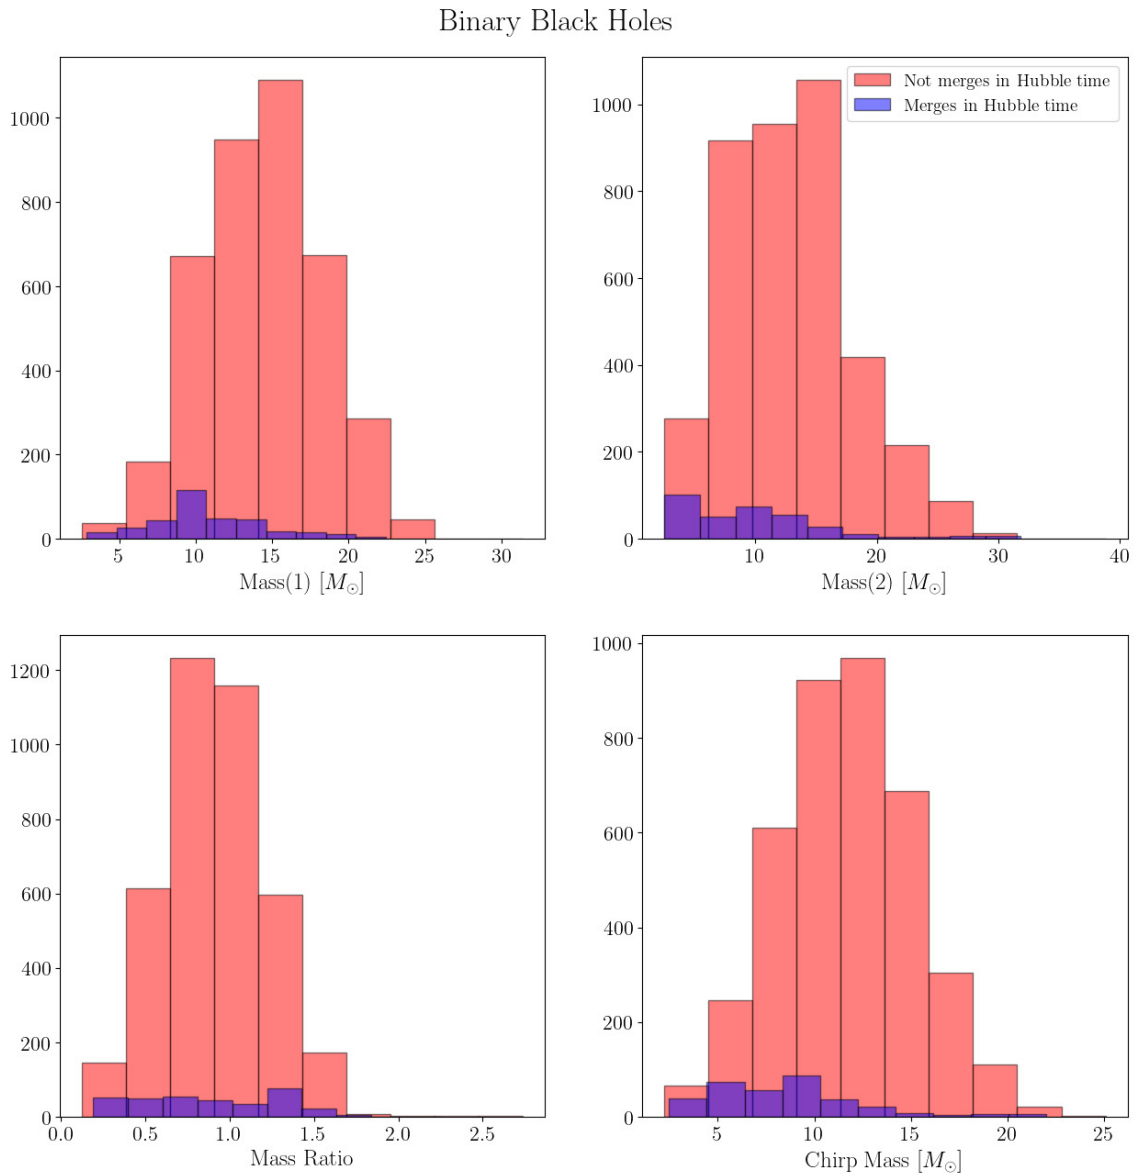 Binary Black Holes
1000
800
600
400
200
0
5 10 15 20 25 30
Mass(1) [M☉]
Not merges in Hubble time
Merges in Hubble time
1000
800
600
400
200
0
10 20 30 40
Mass(2) [M☉]
1200
1000
800
600
400
200
0
0.0 0.5 1.0 1.5 2.0 2.5
Mass Ratio
1000
800
600
400
200
0
5 10 15 20 25
Chirp Mass [M☉]